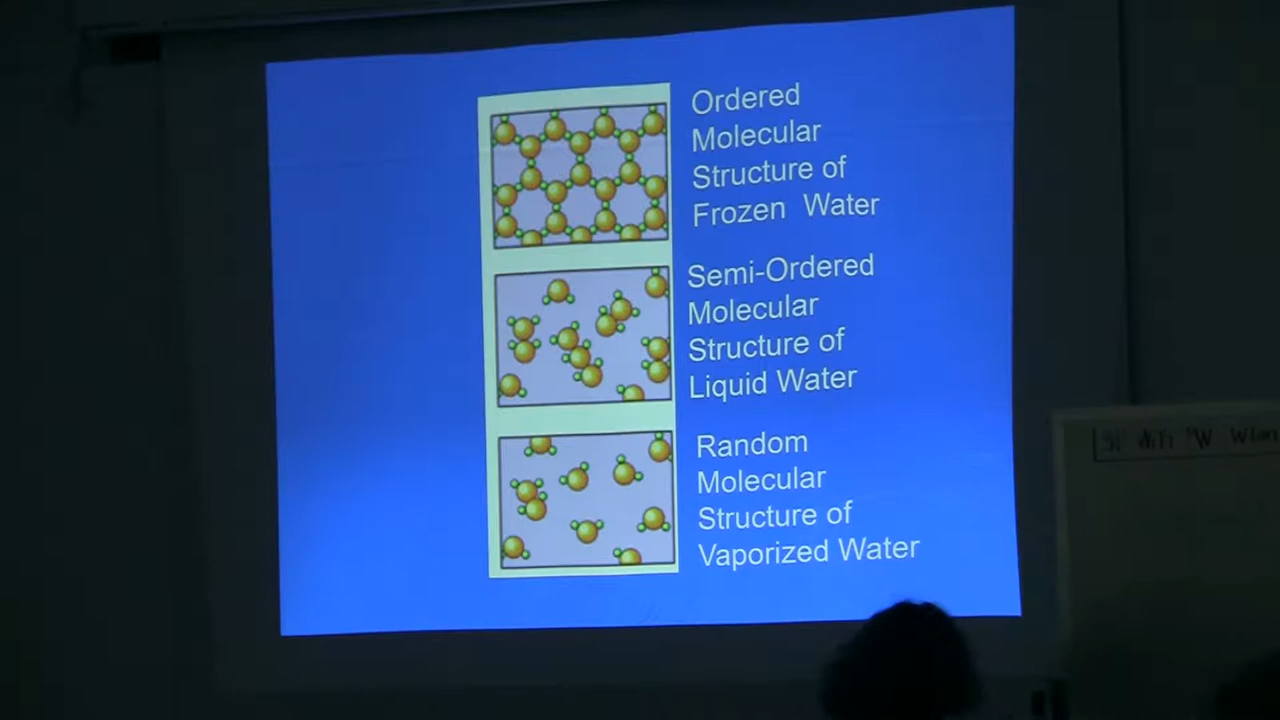 Ordered
Molecular
Structure of
Frozen Water
Semi-Ordered
Molecular
Structure of
Liquid Water
Random
Molecular
Structure of
Vaporized Water